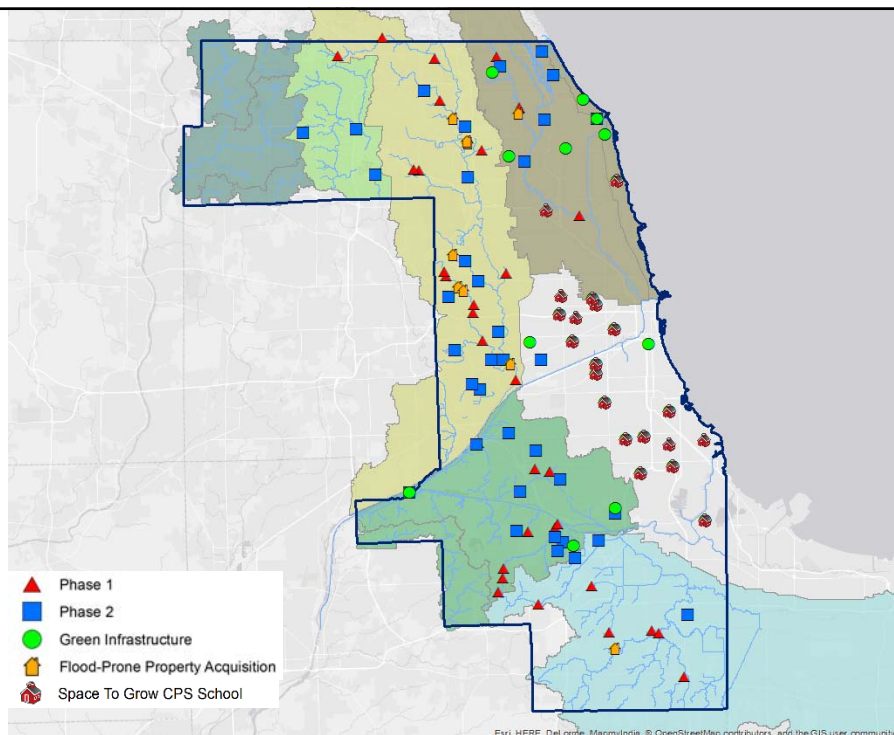 Phase 1
Phase 2
Green Infrastructure
Flood-Prone Property Acquisition
Space To Grow CPS School
Esri, HERE, DeLorme, MapmyIndia, © OpenStreetMap contributors, and the GIS user community